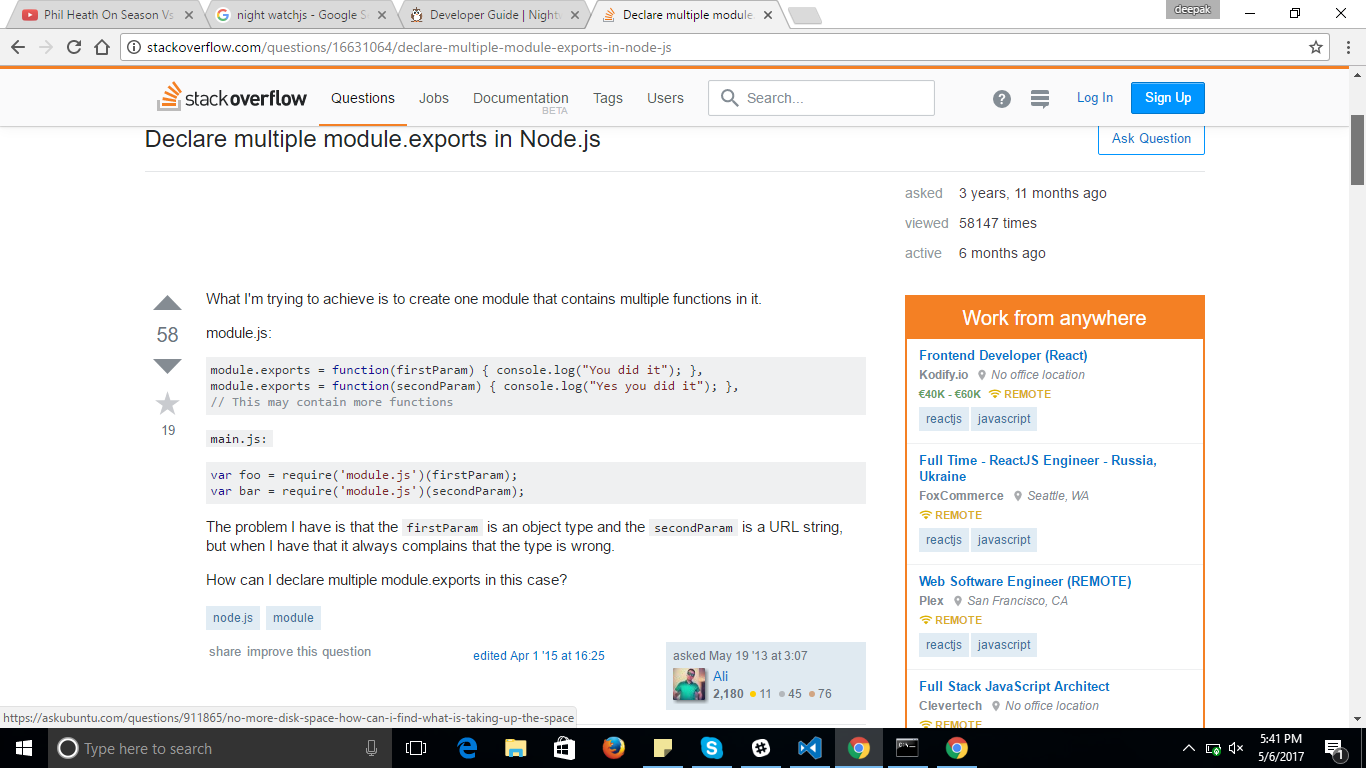 Phil Heath On Season Vs
night watchjs - Google S
Developer Guide | Night
Declare multiple module
deepak
stackoverflow.com/questions/16631064/declare-multiple-module-exports-in-node-js
stackoverflow
Questions
Jobs
Documentation
BETA
Tags
Users
Search...
?
Log In
Sign Up
Declare multiple module.exports in Node.js
Ask Question
asked 3 years, 11 months ago
viewed 58147 times
active 6 months ago
What I'm trying to achieve is to create one module that contains multiple functions in it.
58
module.js:
module.exports = function(firstParam) { console.log("You did it"); },
module.exports = function(secondParam) { console.log("Yes you did it"); },
// This may contain more functions
19
main.js:
var foo = require('module.js')(firstParam);
var bar = require('module.js')(secondParam);
The problem I have is that the firstParam is an object type and the secondParam is a URL string,
but when I have that it always complains that the type is wrong.
How can I declare multiple module.exports in this case?
node.js module
share improve this question
edited Apr 1 '15 at 16:25
asked May 19 '13 at 3:07
Ali
2,180 11 45 76
Work from anywhere
Frontend Developer (React)
Kodify.io No office location
€40K - €60K REMOTE
reactjs javascript
Full Time - ReactJS Engineer - Russia,
Ukraine
FoxCommerce Seattle, WA
REMOTE
reactjs javascript
Web Software Engineer (REMOTE)
Plex San Francisco, CA
REMOTE
reactjs javascript
Full Stack JavaScript Architect
Clevertech No office location
REMOTE
https://askubuntu.com/questions/911865/no-more-disk-space-how-can-i-find-what-is-taking-up-the-space
Type here to search
5:41 PM
5/6/2017
1